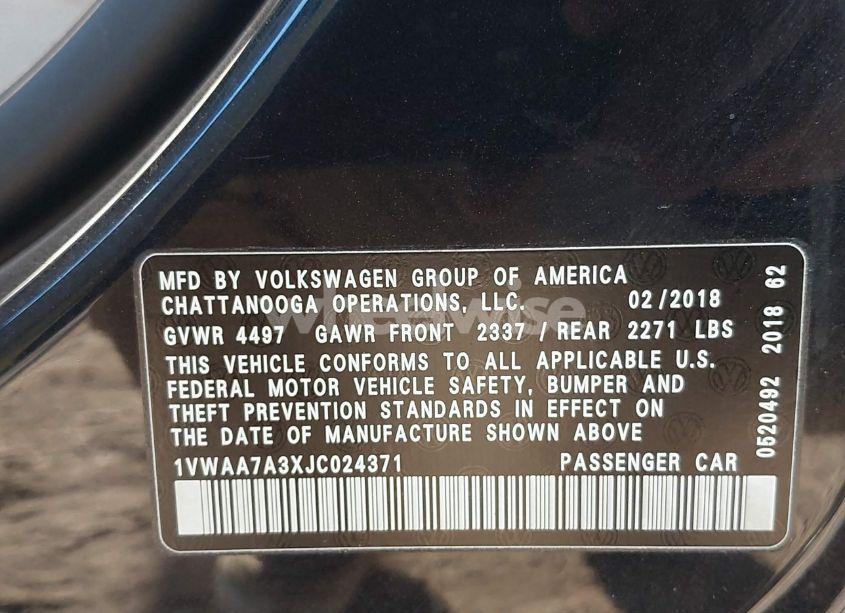 MFD BY VOLKSWAGEN GROUP OF AMERICA
CHATTANOOGA OPERATIONS, LLC. 02/2018
GVWR 4497 GAWR FRONT 2337 / REAR 2271 LBS
THIS VEHICLE CONFORMS TO ALL APPLICABLE U.S.
FEDERAL MOTOR VEHICLE SAFETY, BUMPER AND
THEFT PREVENTION STANDARDS IN EFFECT ON
THE DATE OF MANUFACTURE SHOWN ABOVE
1VWAA7A3XJC024371 PASSENGER CAR
0520492 2018 62
wheelwise